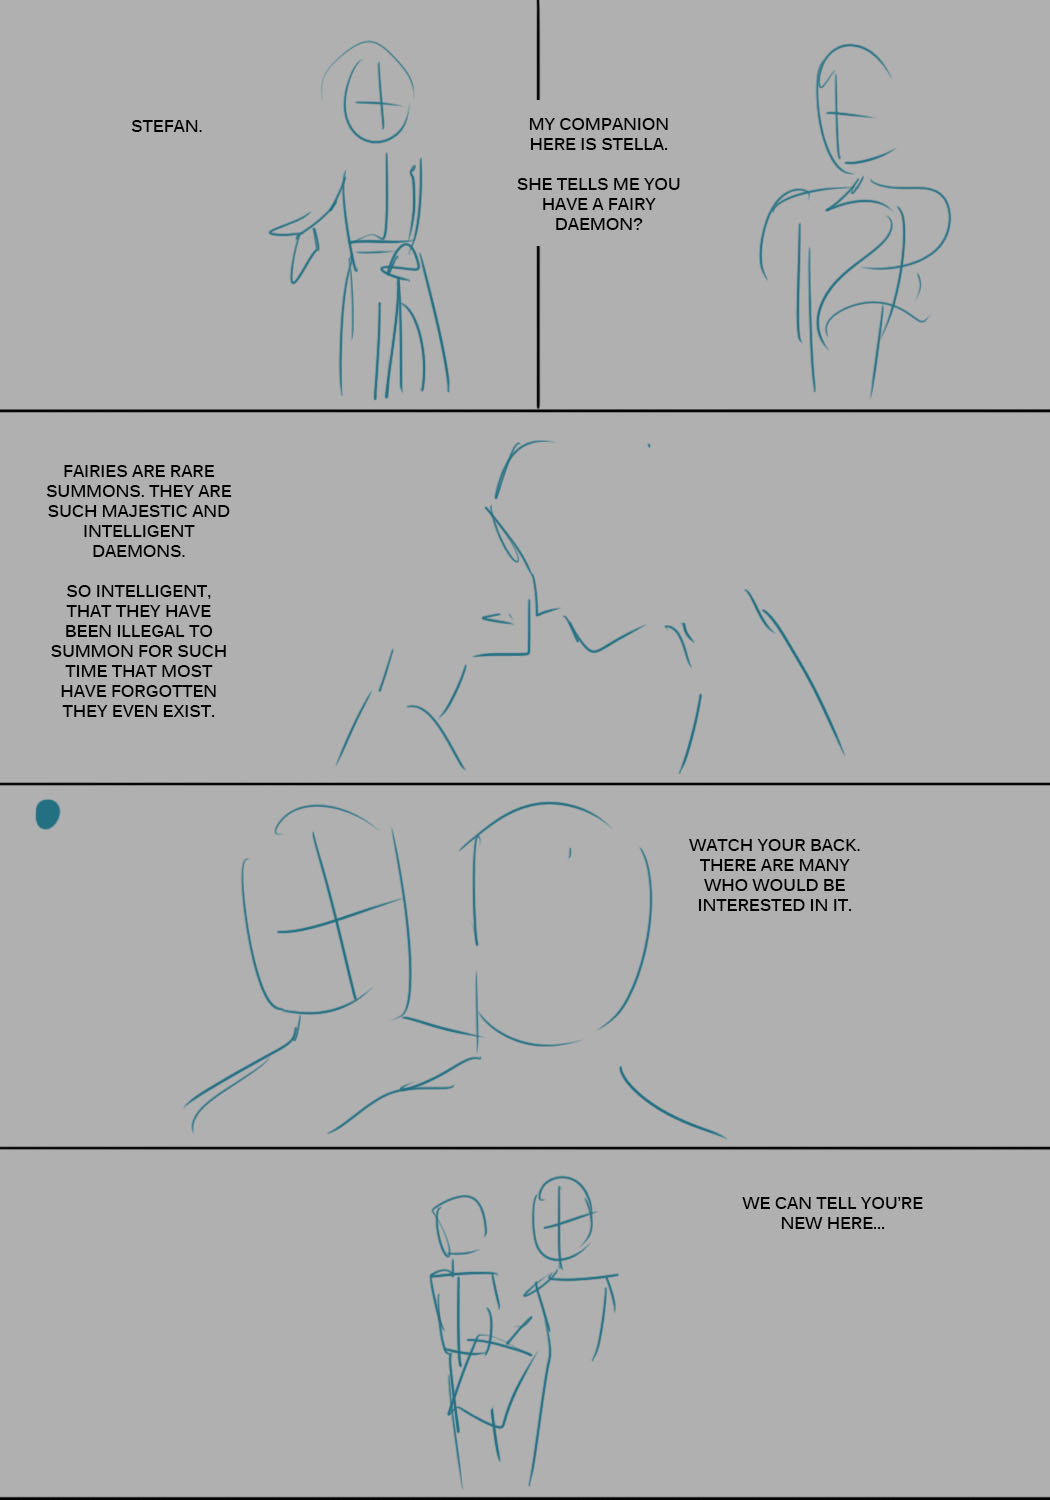 STEFAN.
MY COMPANION
HERE IS STELLA.
SHE TELLS ME YOU
HAVE A FAIRY
DAEMON?
FAIRIES ARE RARE
SUMMONS. THEY ARE
SUCH MAJESTIC AND
INTELLIGENT
DAEMONS.
SO INTELLIGENT,
THAT THEY HAVE
BEEN ILLEGAL TO
SUMMON FOR SUCH
TIME THAT MOST
HAVE FORGOTTEN
THEY EVEN EXIST.
WATCH YOUR BACK.
THERE ARE MANY
WHO WOULD BE
INTERESTED IN IT.
WE CAN TELL YOU'RE
NEW HERE...